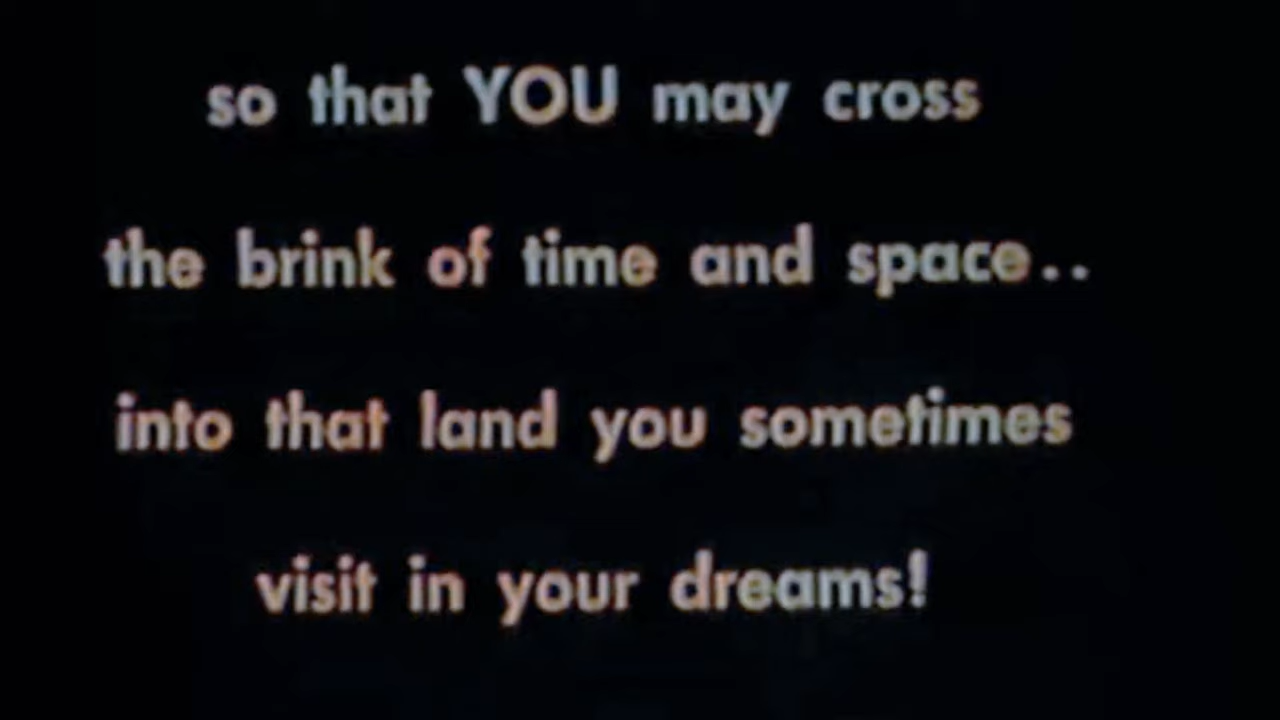 so that YOU may cross
the brink of time and space..
into that land you sometimes
visit in your dreams!